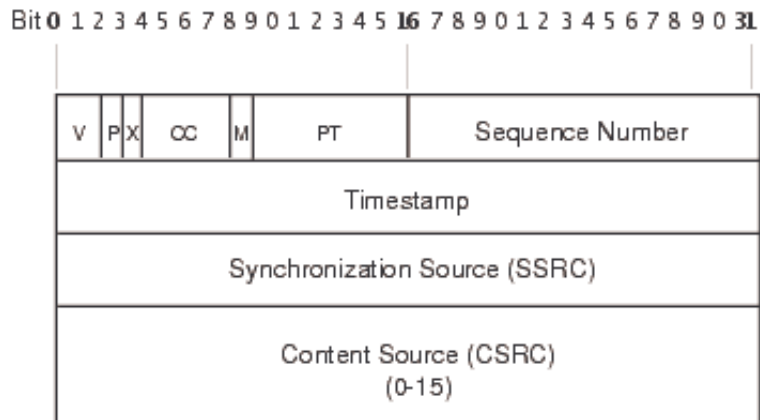 Bit 0 1 2 3 4 5 6 7 8 9 0 1 2 3 4 5 16 7 8 9 0 1 2 3 4 5 6 7 8 9 0 31
V P X CC M PT Sequence Number
Timestamp
Synchronization Source (SSRC)
Content Source (CSRC)
(0-15)